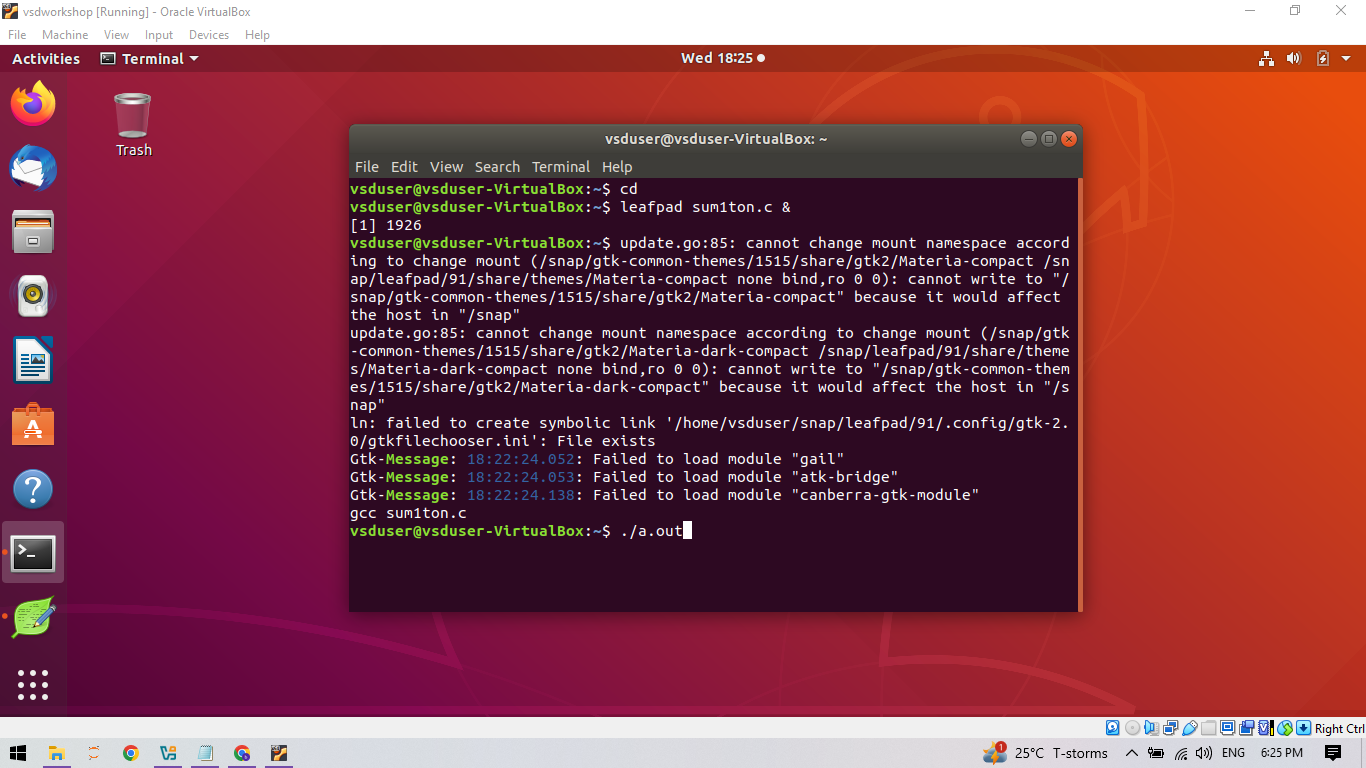 vsdworkshop [Running] - Oracle VirtualBox
File Machine View Input Devices Help
Activities Terminal Wed 18:25
Trash
vsduser@vsduser-VirtualBox: ~
File Edit View Search Terminal Help
vsduser@vsduser-VirtualBox:~$ cd
vsduser@vsduser-VirtualBox:~$ leafpad sum1ton.c &
[1] 1926
vsduser@vsduser-VirtualBox:~$ update.go:85: cannot change mount namespace accord
ing to change mount (/snap/gtk-common-themes/1515/share/gtk2/Materia-compact /sn
ap/leafpad/91/share/themes/Materia-compact none bind,ro 0 0): cannot write to "/
snap/gtk-common-themes/1515/share/gtk2/Materia-compact" because it would affect
the host in "/snap"
update.go:85: cannot change mount namespace according to change mount (/snap/gtk
-common-themes/1515/share/gtk2/Materia-dark-compact /snap/leafpad/91/share/theme
s/Materia-dark-compact none bind,ro 0 0): cannot write to "/snap/gtk-common-them
es/1515/share/gtk2/Materia-dark-compact" because it would affect the host in "/s
nap"
ln: failed to create symbolic link '/home/vsduser/snap/leafpad/91/.config/gtk-2.
0/gtkfilechooser.ini': File exists
Gtk-Message: 18:22:24.052: Failed to load module "gail"
Gtk-Message: 18:22:24.053: Failed to load module "atk-bridge"
Gtk-Message: 18:22:24.138: Failed to load module "canberra-gtk-module"
gcc sum1ton.c
vsduser@vsduser-VirtualBox:~$ ./a.out
Right Ctrl
1 25°C T-storms ENG 6:25 PM